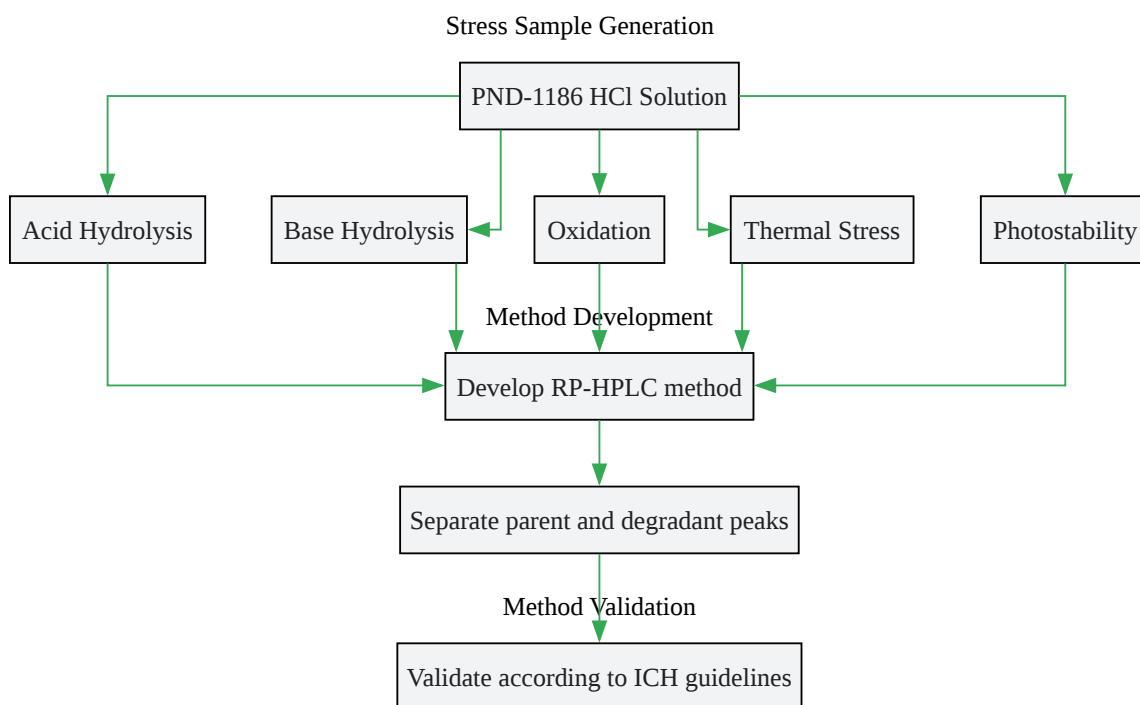 Stress Sample Generation
PND-1186 HCl Solution
Acid Hydrolysis
Base Hydrolysis
Oxidation
Thermal Stress
Photostability
Method Development
Develop RP-HPLC method
Separate parent and degradant peaks
Method Validation
Validate according to ICH guidelines